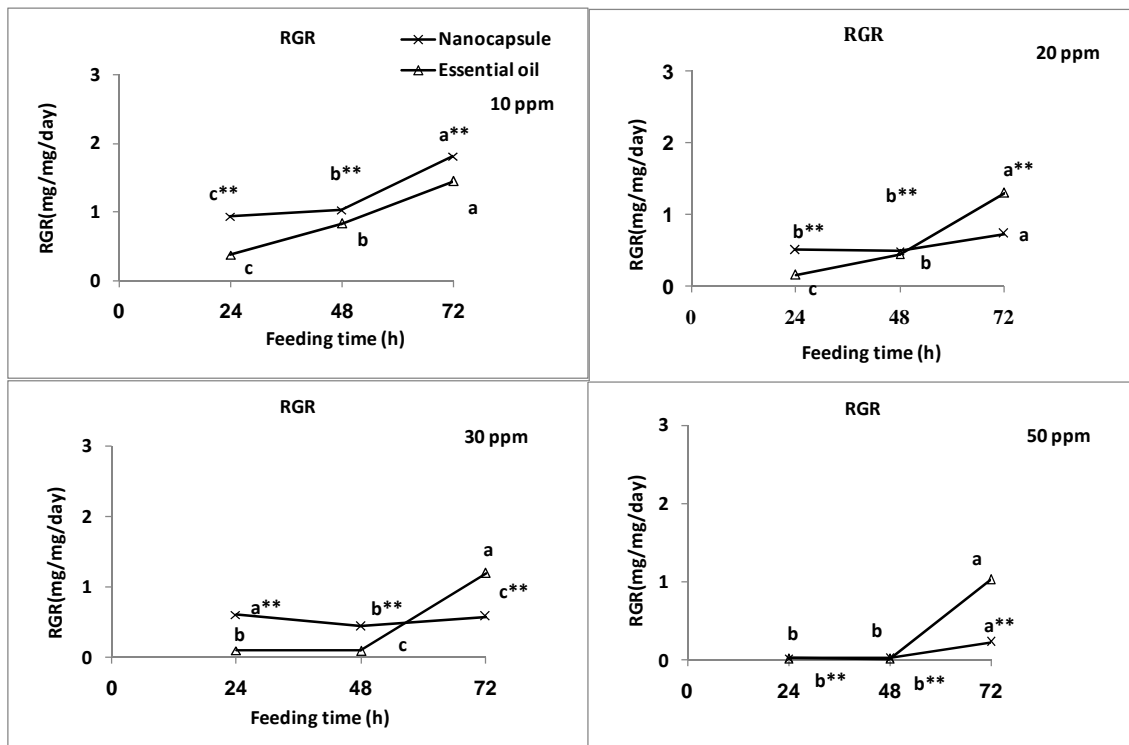 RGR
Nanocapsule
Essential oil
10 ppm
RGR(mg/mg/day)
3
2
1
0
c**
b**
a**
c
b
a
0
24
48
72
Feeding time (h)
RGR
20 ppm
RGR(mg/mg/day)
3
2
1
0
b**
b**
a**
c
b
a
0
24
48
72
Feeding time (h)
RGR
30 ppm
RGR(mg/mg/day)
3
2
1
0
a**
b**
c**
b
c
a
0
24
48
72
Feeding time (h)
RGR
50 ppm
RGR(mg/mg/day)
3
2
1
0
b
b
a
b**
b**
a**
0
24
48
72
Feeding time (h)